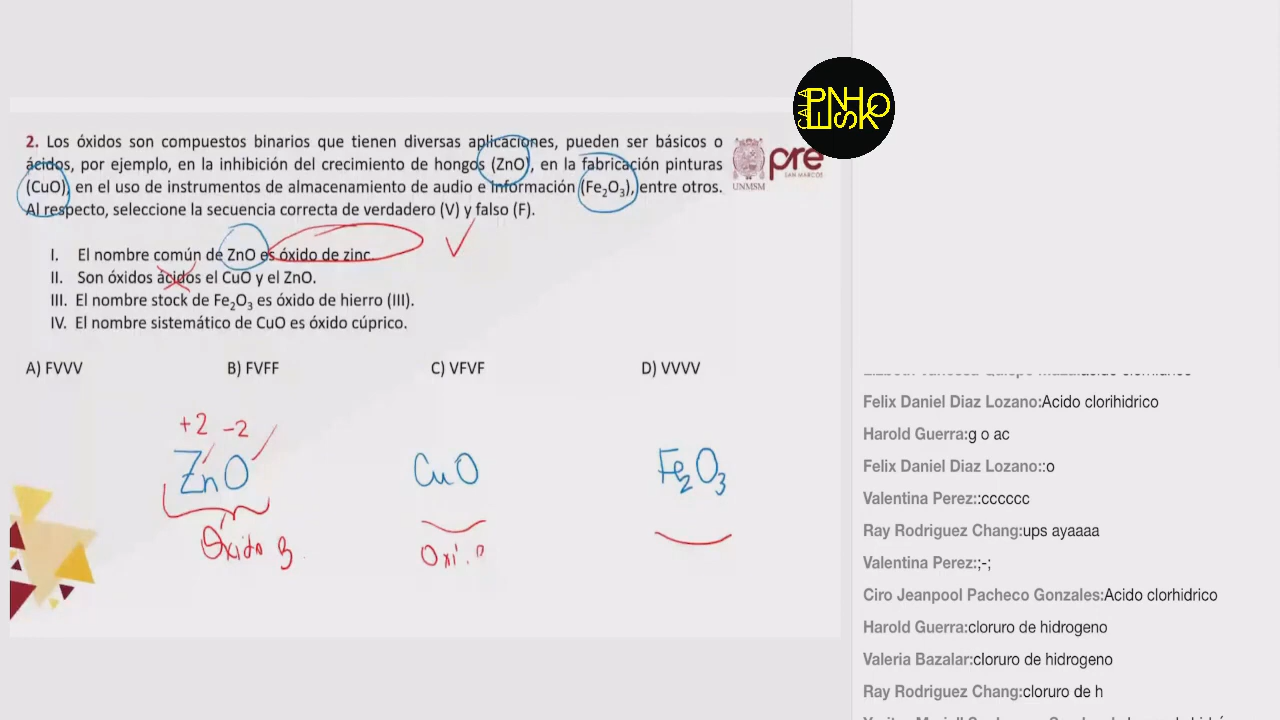 2. Los óxidos son compuestos binarios que tienen diversas aplicaciones, pueden ser básicos o
ácidos, por ejemplo, en la inhibición del crecimiento de hongos (ZnO), en la fabricación pinturas
(CuO), en el uso de instrumentos de almacenamiento de audio e información (Fe₂O₃), entre otros.
Al respecto, seleccione la secuencia correcta de verdadero (V) y falso (F).
I. El nombre común de ZnO es óxido de zinc.
II. Son óxidos ácidos el CuO y el ZnO.
III. El nombre stock de Fe₂O₃ es óxido de hierro (III).
IV. El nombre sistemático de CuO es óxido cúprico.
A) FVVV B) FVFF C) VFVF D) VVVV
+2 -2
ZnO CuO Fe₂O₃
Oxido B
pre
SAN MARCOS
UNMSM
CALA
PENHSKO
Felix Daniel Diaz Lozano:Acido clorihidrico
Harold Guerra:g o ac
Felix Daniel Diaz Lozano::o
Valentina Perez::cccccc
Ray Rodriguez Chang:ups ayaaaa
Valentina Perez:;-;
Ciro Jeanpool Pacheco Gonzales:Acido clorhidrico
Harold Guerra:cloruro de hidrogeno
Valeria Bazalar:cloruro de hidrogeno
Ray Rodriguez Chang:cloruro de h